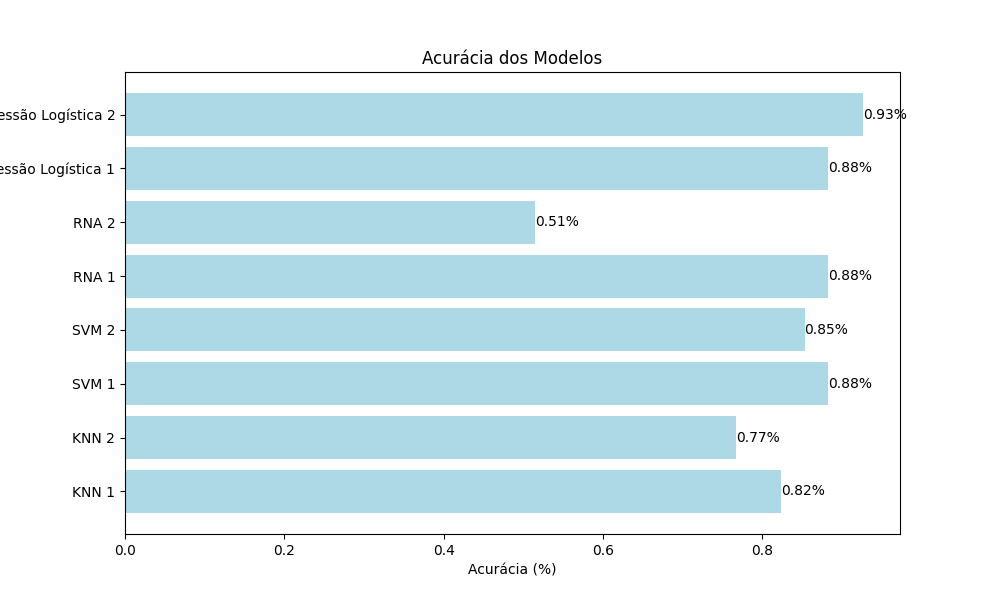 Acurácia dos Modelos
essão Logística 2
0.93%
essão Logística 1
0.88%
RNA 2
0.51%
RNA 1
0.88%
SVM 2
0.85%
SVM 1
0.88%
KNN 2
0.77%
KNN 1
0.82%
0.0 0.2 0.4 0.6 0.8
Acurácia (%)